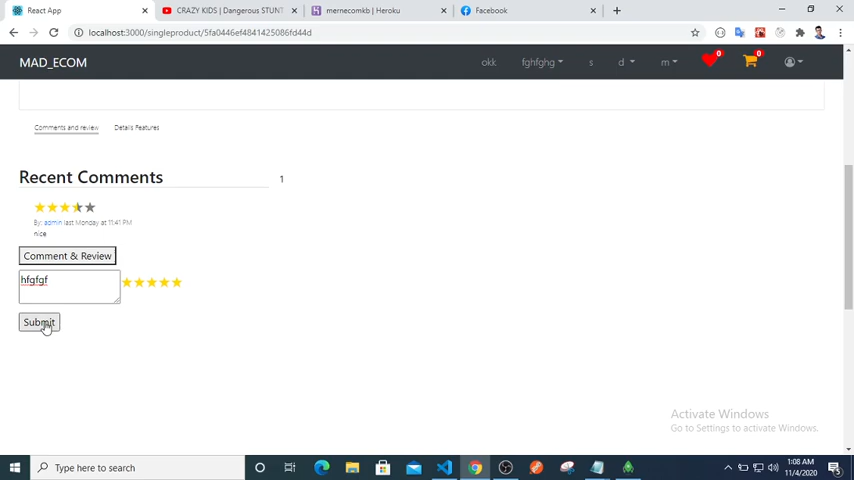 React App
CRAZY KIDS | Dangerous STUNT
mernecomkb | Heroku
Facebook
localhost:3000/singleproduct/5fa0446ef4841425086fd44d
MAD_ECOM
okk
fghfghg
s
d
m
0
0
Comments and review
Details Features
Recent Comments
1
By: admin last Monday at 11:41 PM
nice
Comment & Review
hfgfgf
Submit
Activate Windows
Go to Settings to activate Windows.
Type here to search
1:08 AM
11/4/2020
5